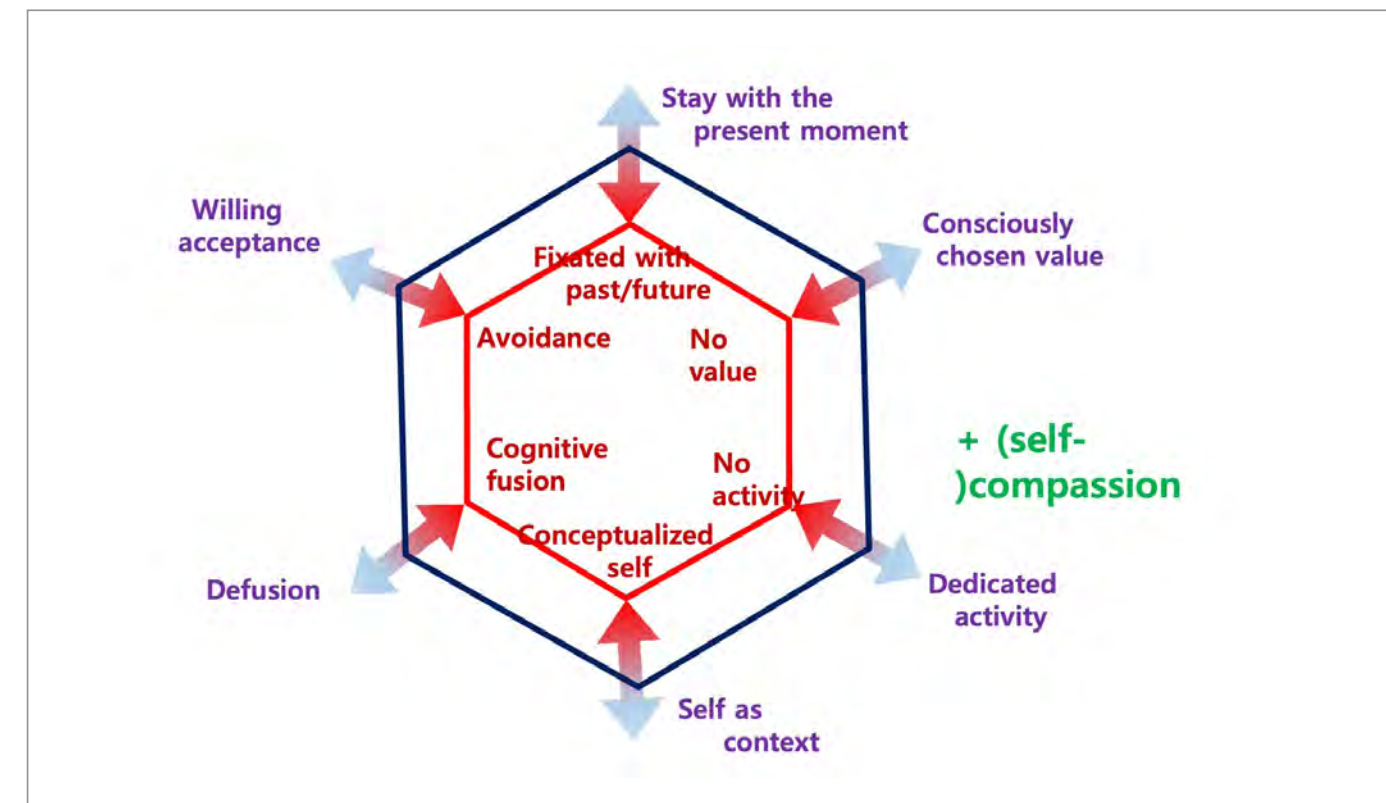 Stay with the
present moment
Willing
acceptance
Consciously
chosen value
Fixated with
past/future
Avoidance
No
value
+ (self-
)compassion
Cognitive
fusion
No
activity
Conceptualized
self
Defusion
Dedicated
activity
Self as
context